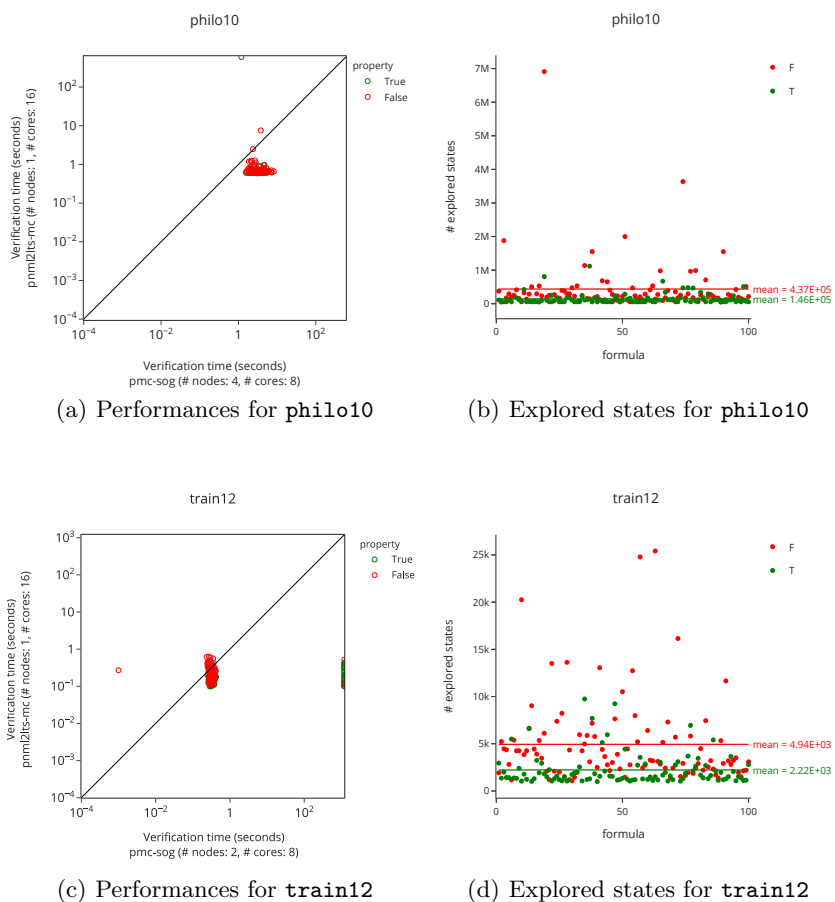 philo10
10²
10
1
10⁻¹
10⁻²
10⁻³
10⁻⁴
10⁻⁴
10⁻²
1
10²
Verification time (seconds)
pnml2lts-mc (# nodes: 1, # cores: 16)
Verification time (seconds)
pmc-sog (# nodes: 4, # cores: 8)
property
True
False
(a) Performances for philo10
philo10
7M
6M
5M
4M
3M
2M
1M
0
0
50
100
# explored states
formula
F
T
mean = 4.37E+05
mean = 1.46E+05
(b) Explored states for philo10
train12
10³
10²
10
1
10⁻¹
10⁻²
10⁻³
10⁻⁴
10⁻⁴
10⁻²
1
10²
Verification time (seconds)
pnml2lts-mc (# nodes: 1, # cores: 16)
Verification time (seconds)
pmc-sog (# nodes: 2, # cores: 8)
property
True
False
(c) Performances for train12
train12
25k
20k
15k
10k
5k
0
0
50
100
# explored states
formula
F
T
mean = 4.94E+03
mean = 2.22E+03
(d) Explored states for train12